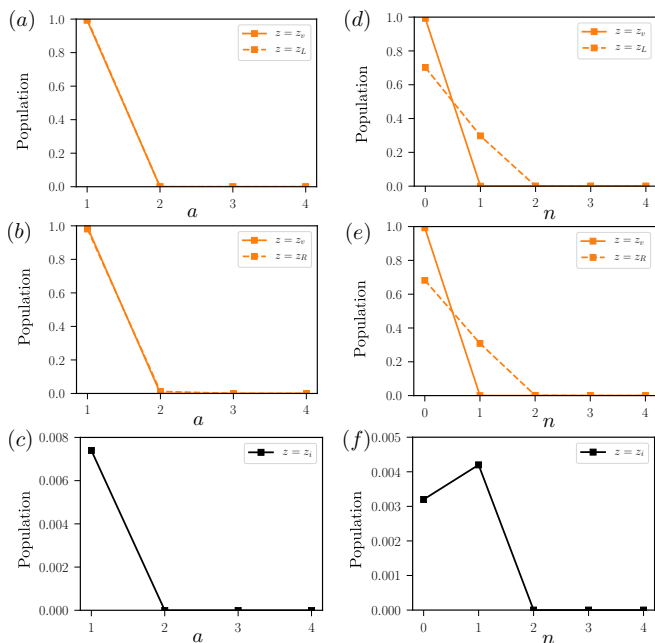 (a)
Population
1.0
0.8
0.6
0.4
0.2
0.0
z = z_v
z = z_L
1 2 3 4
a
(d)
Population
1.0
0.8
0.6
0.4
0.2
0.0
z = z_v
z = z_L
0 1 2 3 4
n
(b)
Population
1.0
0.8
0.6
0.4
0.2
0.0
z = z_v
z = z_R
1 2 3 4
a
(e)
Population
1.0
0.8
0.6
0.4
0.2
0.0
z = z_v
z = z_R
0 1 2 3 4
n
(c)
Population
0.008
0.006
0.004
0.002
0.000
z = z_i
1 2 3 4
a
(f)
Population
0.005
0.004
0.003
0.002
0.001
0.000
z = z_i
0 1 2 3 4
n